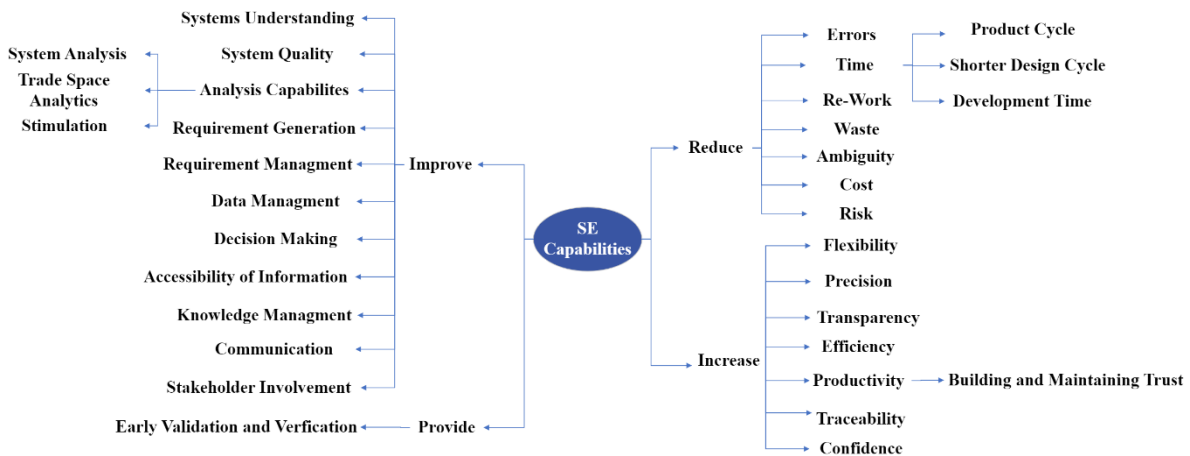 Systems Understanding
System Quality
Analysis Capabilites
System Analysis
Trade Space
Analytics
Stimulation
Requirement Generation
Requirement Managment
Data Managment
Decision Making
Accessibility of Information
Knowledge Managment
Communication
Stakeholder Involvement
Improve
Early Validation and Verfication
Provide
SE
Capabilities
Reduce
Errors
Time
Product Cycle
Shorter Design Cycle
Development Time
Re-Work
Waste
Ambiguity
Cost
Risk
Increase
Flexibility
Precision
Transparency
Efficiency
Productivity
Building and Maintaining Trust
Traceability
Confidence